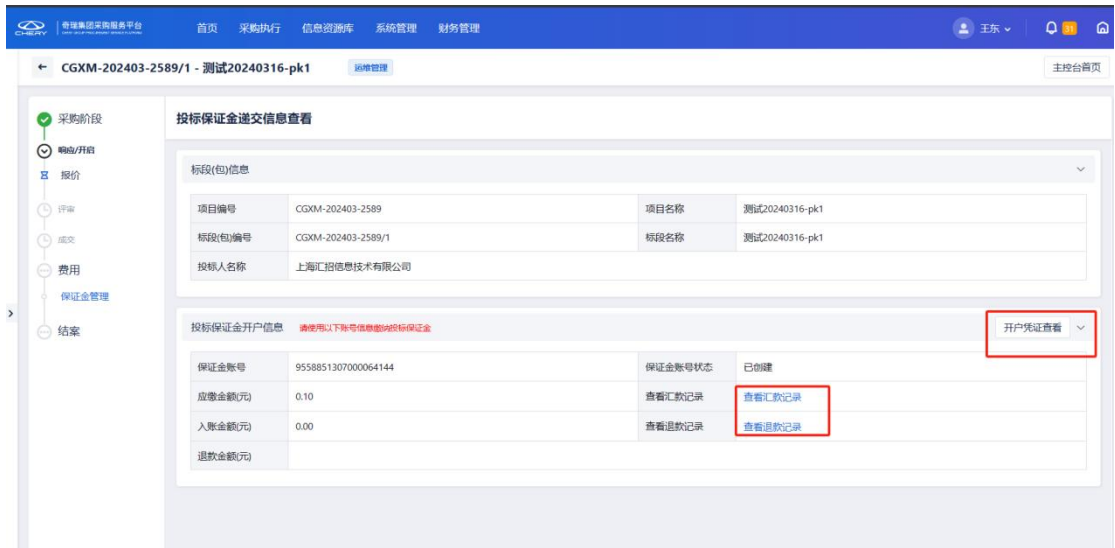 CHERY 奇瑞集团采购服务平台 首页 采购执行 信息资源库 系统管理 财务管理 王东 31
CGXM-202403-2589/1 - 测试20240316-pk1 运维管理 主控台首页
采购阶段
响应/开启
报价
评审
成交
费用
保证金管理
结案
投标保证金递交信息查看
标段(包)信息
项目编号 CGXM-202403-2589 项目名称 测试20240316-pk1
标段(包)编号 CGXM-202403-2589/1 标段名称 测试20240316-pk1
投标人名称 上海汇招信息技术有限公司
投标保证金开户信息 请使用以下账号信息缴纳投标保证金 开户凭证查看
保证金账号 9558851307000064144 保证金账号状态 已创建
应缴金额(元) 0.10 查看汇款记录 查看汇款记录
入账金额(元) 0.00 查看退款记录 查看退款记录
退款金额(元)